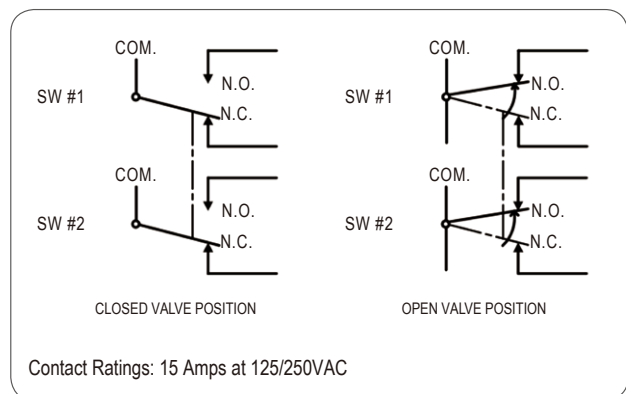 COM.
N.O.
SW #1
N.C.
COM.
N.O.
SW #2
N.C.
CLOSED VALVE POSITION
COM.
N.O.
SW #1
N.C.
COM.
N.O.
SW #2
N.C.
OPEN VALVE POSITION
Contact Ratings: 15 Amps at 125/250VAC